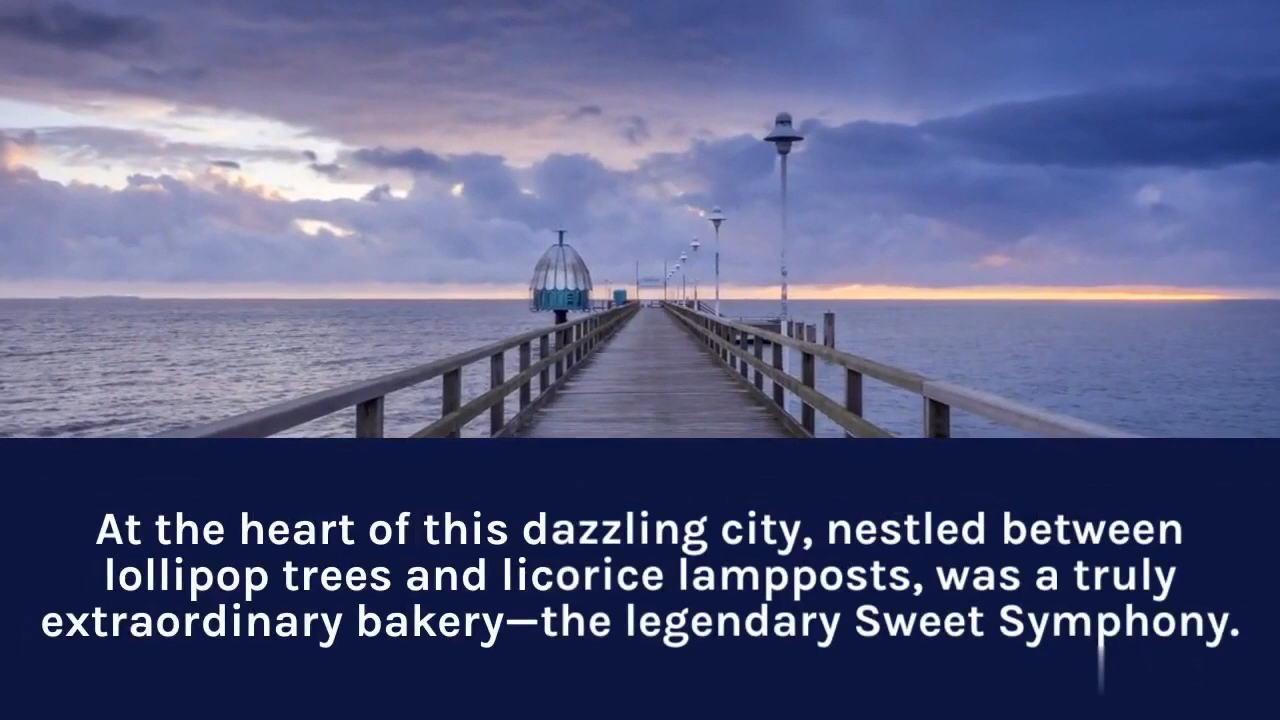 At the heart of this dazzling city, nestled between
lollipop trees and licorice lampposts, was a truly
extraordinary bakery—the legendary Sweet Symphony.